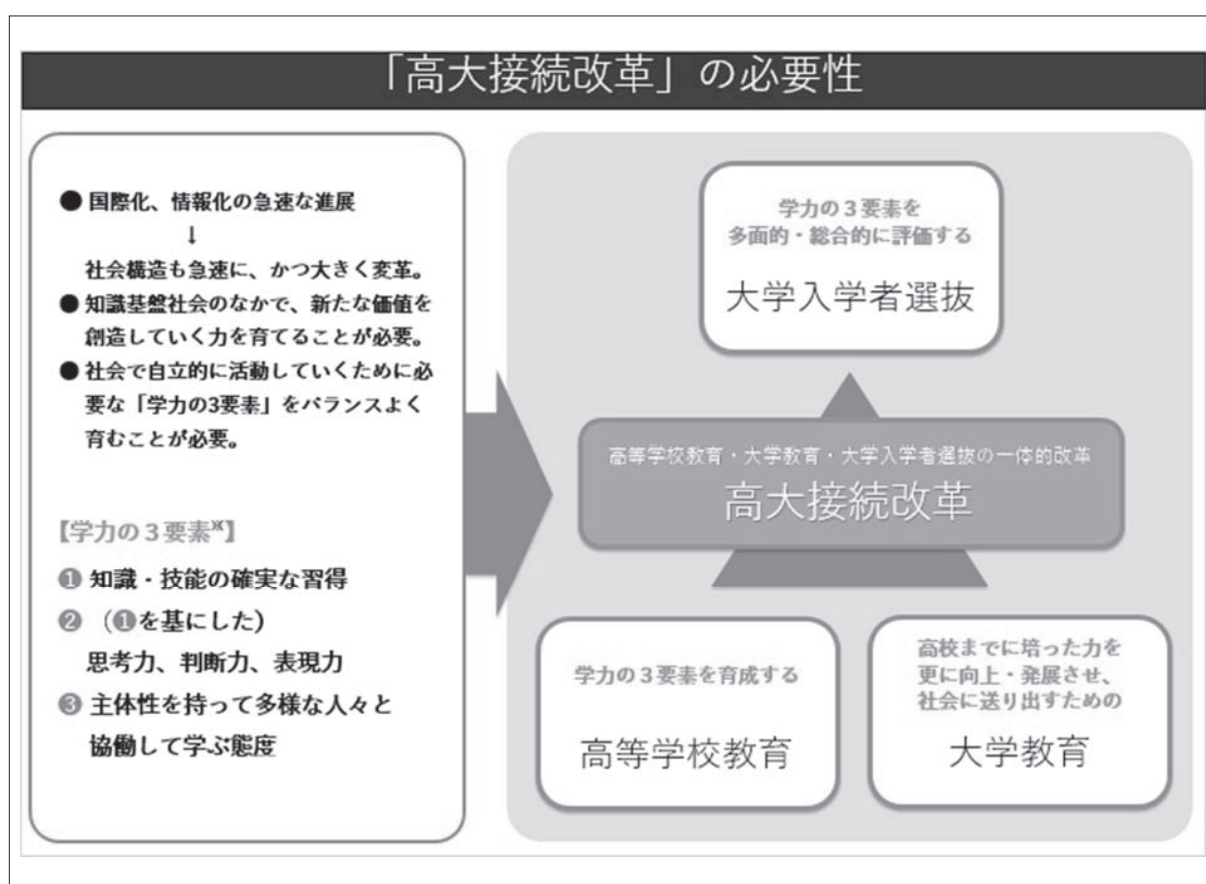 「高大接続改革」の必要性
● 国際化、情報化の急速な進展
↓
社会構造も急速に、かつ大きく変革。
● 知識基盤社会のなかで、新たな価値を
創造していく力を育てることが必要。
● 社会で自立的に活動していくために必
要な「学力の3要素」をバランスよく
育むことが必要。
【学力の３要素※】
❶ 知識・技能の確実な習得
❷ （❶を基にした）
思考力、判断力、表現力
❸ 主体性を持って多様な人々と
協働して学ぶ態度
学力の３要素を
多面的・総合的に評価する
大学入学者選抜
高等学校教育・大学教育・大学入学者選抜の一体的改革
高大接続改革
学力の３要素を育成する
高等学校教育
高校までに培った力を
更に向上・発展させ、
社会に送り出すための
大学教育